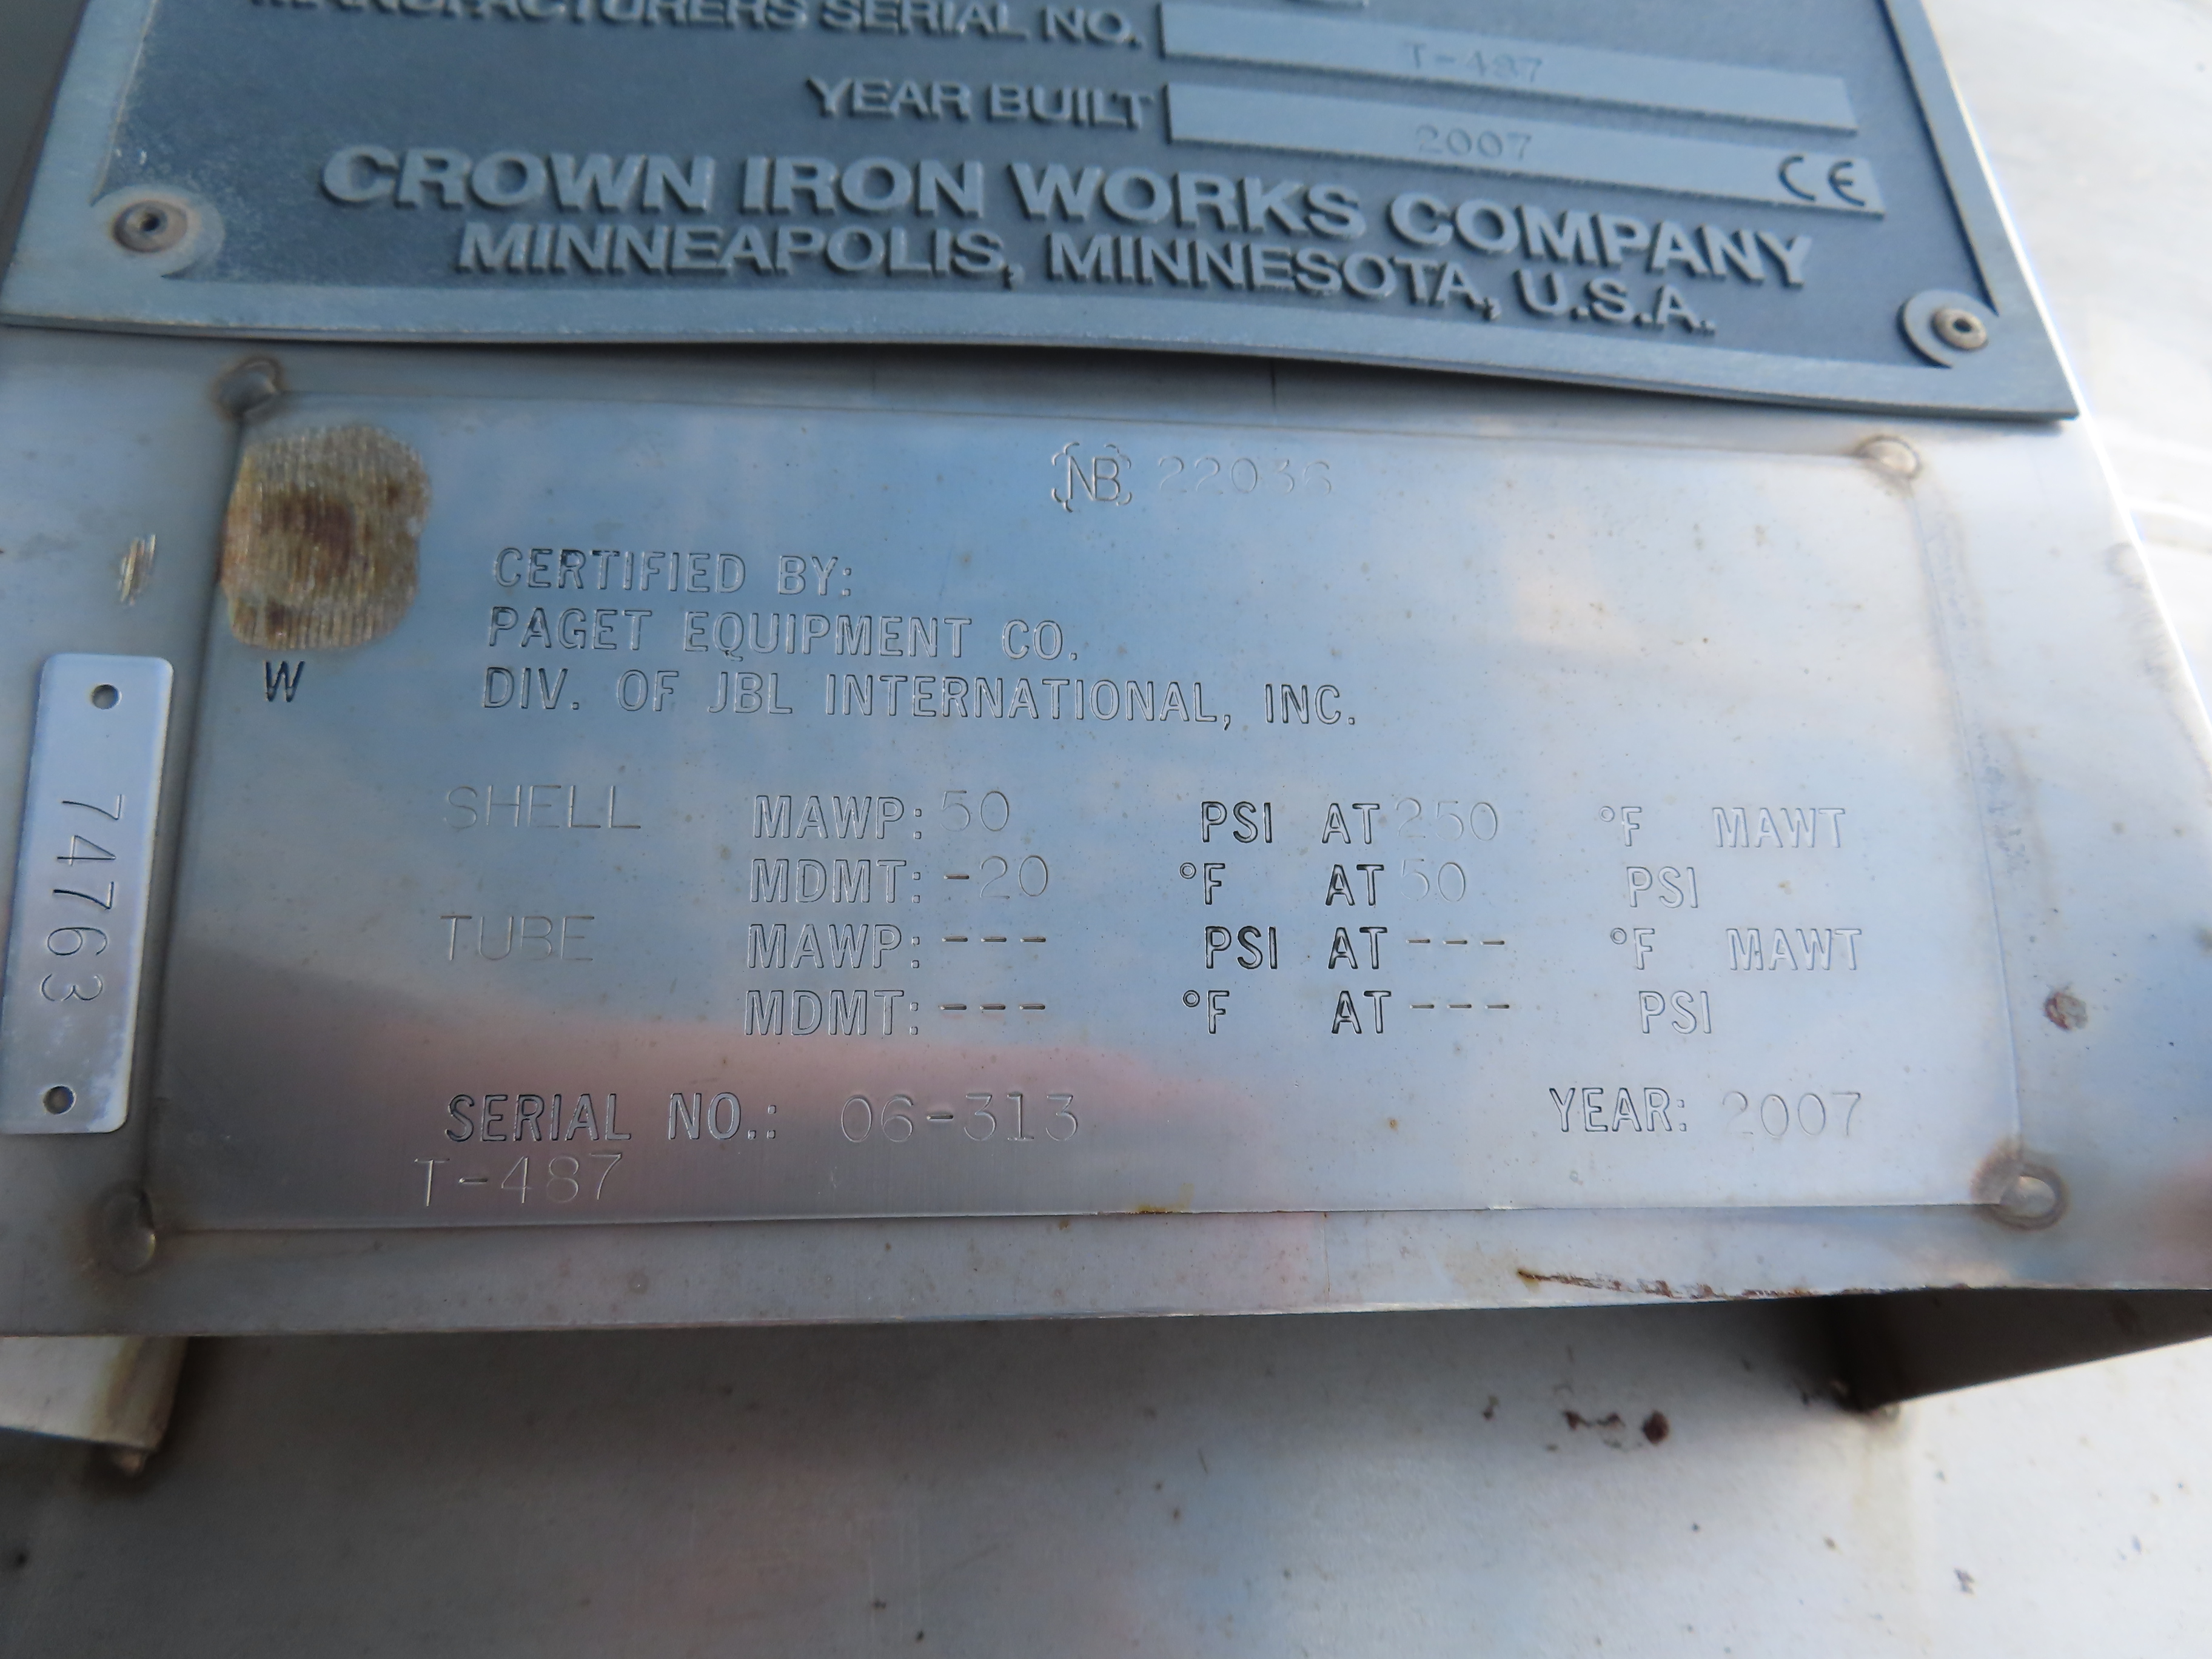 MANUFACTURERS SERIAL NO. T-487
YEAR BUILT 2007
CE
CROWN IRON WORKS COMPANY
MINNEAPOLIS, MINNESOTA, U.S.A.
NB 22036
CERTIFIED BY:
PAGET EQUIPMENT CO.
W
DIV. OF JBL INTERNATIONAL, INC.
SHELL MAWP: 50 PSI AT 250 °F MAWT
MDMT: -20 °F AT 50 PSI
TUBE MAWP: --- PSI AT --- °F MAWT
MDMT: --- °F AT --- PSI
SERIAL NO.: 06-313 YEAR: 2007
T-487
74763